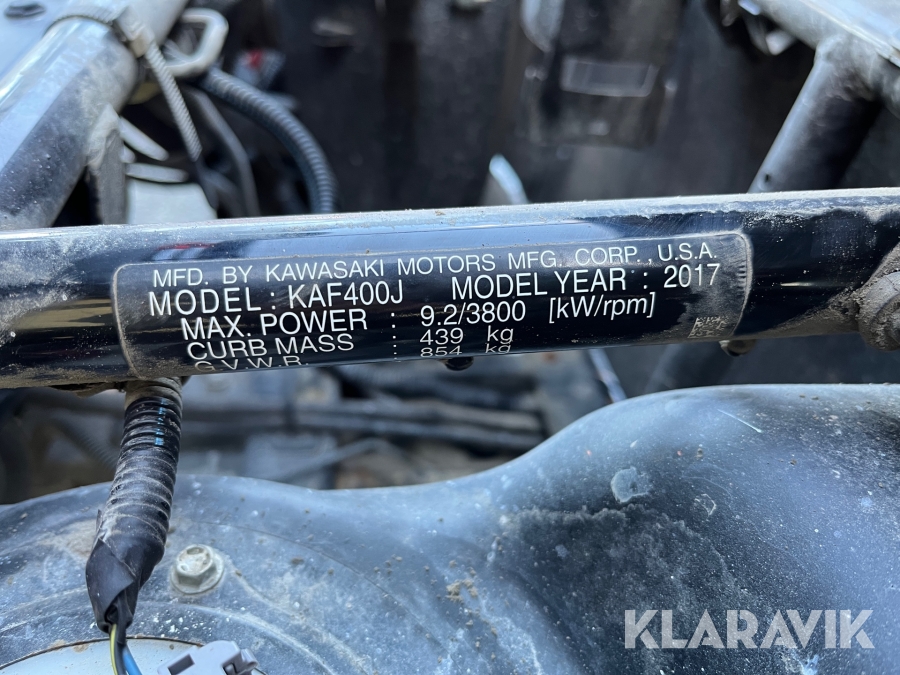 MFD. BY KAWASAKI MOTORS MFG. CORP., U.S.A.
MODEL : KAF400J MODEL YEAR : 2017
MAX. POWER : 9.2/3800 [kW/rpm]
CURB MASS : 439 kg
G.V.W.R. : 854 kg
KLARAVIK